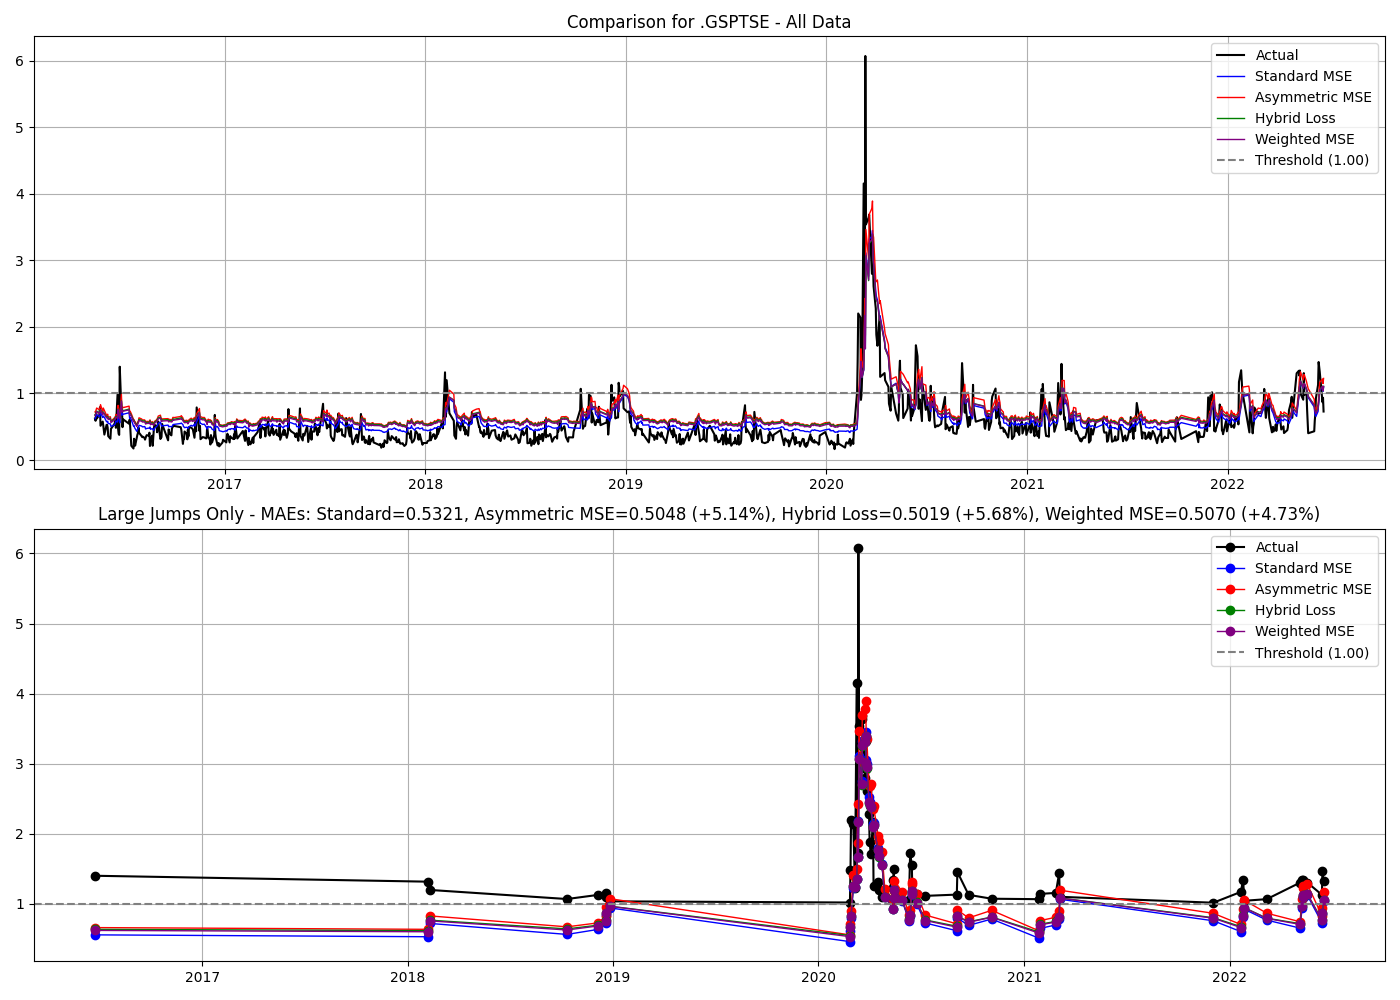 Comparison for .GSPTSE - All Data
6
5
4
3
2
1
0
Actual
Standard MSE
Asymmetric MSE
Hybrid Loss
Weighted MSE
Threshold (1.00)
2017 2018 2019 2020 2021 2022
Large Jumps Only - MAEs: Standard=0.5321, Asymmetric MSE=0.5048 (+5.14%), Hybrid Loss=0.5019 (+5.68%), Weighted MSE=0.5070 (+4.73%)
6
5
4
3
2
1
Actual
Standard MSE
Asymmetric MSE
Hybrid Loss
Weighted MSE
Threshold (1.00)
2017 2018 2019 2020 2021 2022